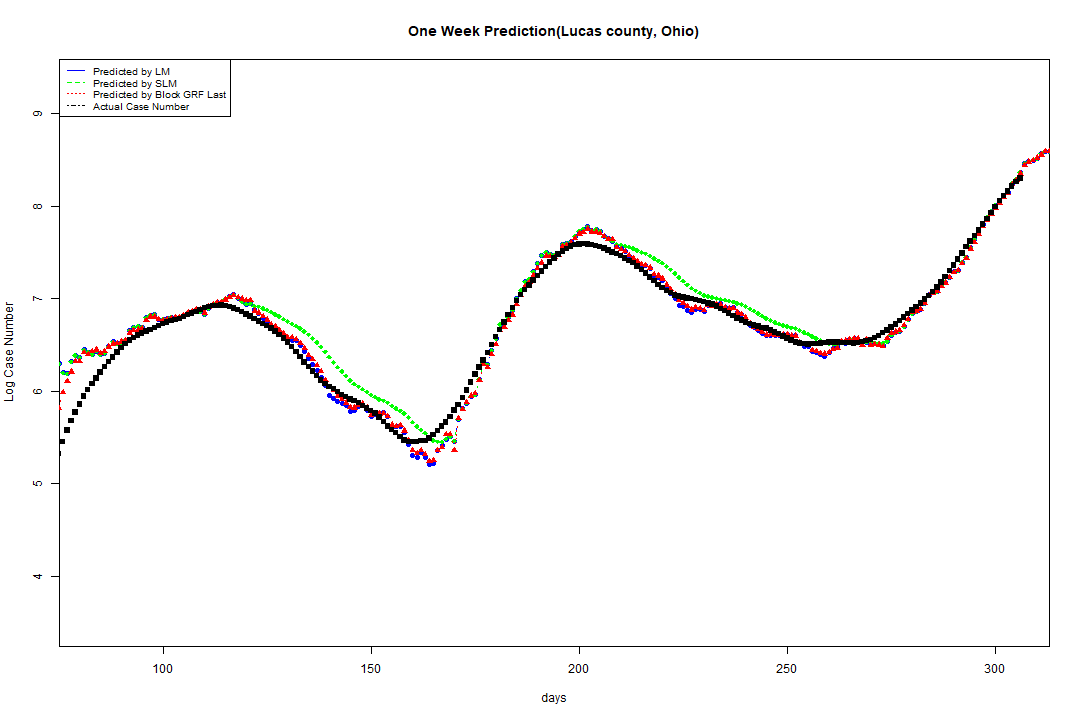 One Week Prediction(Lucas county, Ohio)
Predicted by LM
Predicted by SLM
Predicted by Block GRF Last
Actual Case Number
9
8
7
6
5
4
Log Case Number
100 150 200 250 300
days